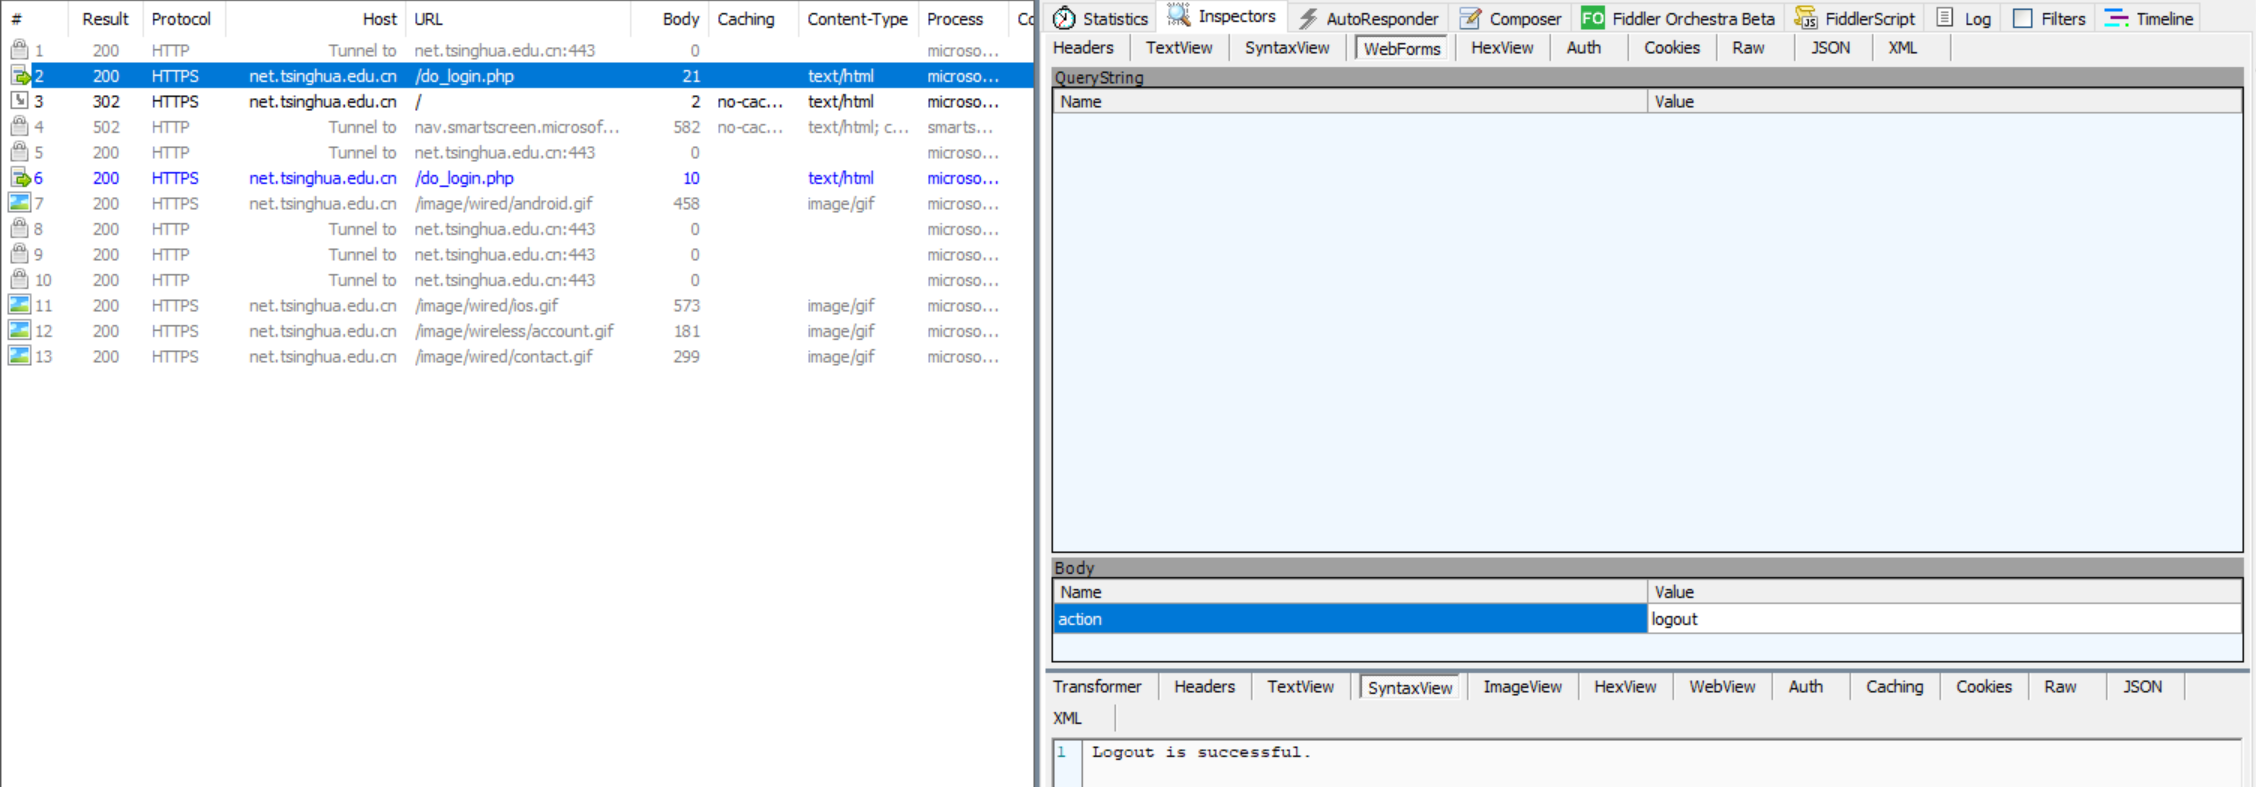 # Result Protocol Host URL Body Caching Content-Type Process Co
1 200 HTTP Tunnel to net.tsinghua.edu.cn:443 0 microso...
2 200 HTTPS net.tsinghua.edu.cn /do_login.php 21 text/html microso...
3 302 HTTPS net.tsinghua.edu.cn / 2 no-cac... text/html microso...
4 502 HTTP Tunnel to nav.smartscreen.microsof... 582 no-cac... text/html; c... smarts...
5 200 HTTP Tunnel to net.tsinghua.edu.cn:443 0 microso...
6 200 HTTPS net.tsinghua.edu.cn /do_login.php 10 text/html microso...
7 200 HTTPS net.tsinghua.edu.cn /image/wired/android.gif 458 image/gif microso...
8 200 HTTP Tunnel to net.tsinghua.edu.cn:443 0 microso...
9 200 HTTP Tunnel to net.tsinghua.edu.cn:443 0 microso...
10 200 HTTP Tunnel to net.tsinghua.edu.cn:443 0 microso...
11 200 HTTPS net.tsinghua.edu.cn /image/wired/ios.gif 573 image/gif microso...
12 200 HTTPS net.tsinghua.edu.cn /image/wireless/account.gif 181 image/gif microso...
13 200 HTTPS net.tsinghua.edu.cn /image/wired/contact.gif 299 image/gif microso...
Statistics Inspectors AutoResponder Composer FO Fiddler Orchestra Beta JS FiddlerScript Log Filters Timeline
Headers TextView SyntaxView WebForms HexView Auth Cookies Raw JSON XML
QueryString
Name Value
Body
Name Value
action logout
Transformer Headers TextView SyntaxView ImageView HexView WebView Auth Caching Cookies Raw JSON
XML
1 Logout is successful.